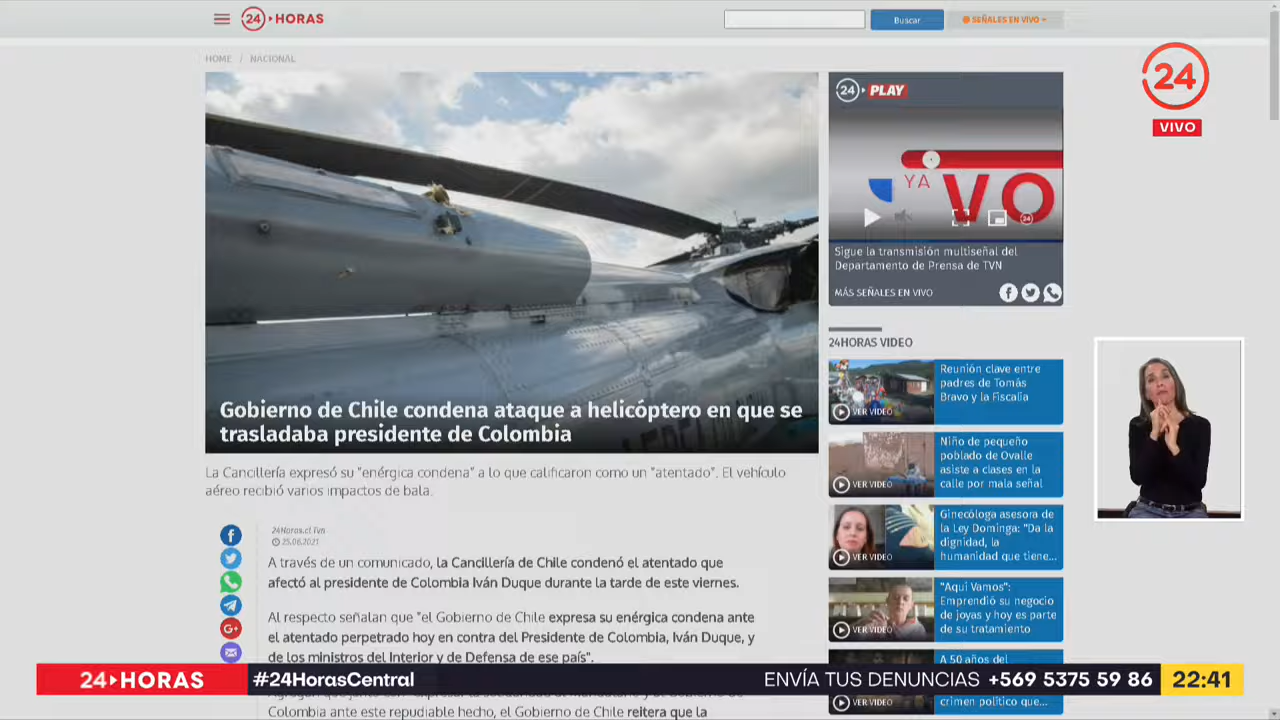 24 HORAS
Buscar
SEÑALES EN VIVO
HOME / NACIONAL
24
VIVO
24 PLAY
YA
VO
Sigue la transmisión multiseñal del
Departamento de Prensa de TVN
MÁS SEÑALES EN VIVO
Gobierno de Chile condena ataque a helicóptero en que se
trasladaba presidente de Colombia
La Cancillería expresó su "enérgica condena" a lo que calificaron como un "atentado". El vehículo
aéreo recibió varios impactos de bala.
24Horas.cl Tvn
25.06.2021
A través de un comunicado, la Cancillería de Chile condenó el atentado que
afectó al presidente de Colombia Iván Duque durante la tarde de este viernes.
Al respecto señalan que "el Gobierno de Chile expresa su enérgica condena ante
el atentado perpetrado hoy en contra del Presidente de Colombia, Iván Duque, y
de los ministros del Interior y de Defensa de ese país".
Colombia ante este repudiable hecho, el Gobierno de Chile reitera que la
24HORAS VIDEO
Reunión clave entre
padres de Tomás
Bravo y la Fiscalía
VER VIDEO
Niño de pequeño
poblado de Ovalle
asiste a clases en la
calle por mala señal
VER VIDEO
Ginecóloga asesora de
la Ley Dominga: "Da la
dignidad, la
humanidad que tiene...
VER VIDEO
"Aquí Vamos":
Emprendió su negocio
de joyas y hoy es parte
de su tratamiento
VER VIDEO
A 50 años del
crimen político que...
VER VIDEO
24 HORAS
#24HorasCentral
ENVÍA TUS DENUNCIAS +569 5375 59 86
22:41